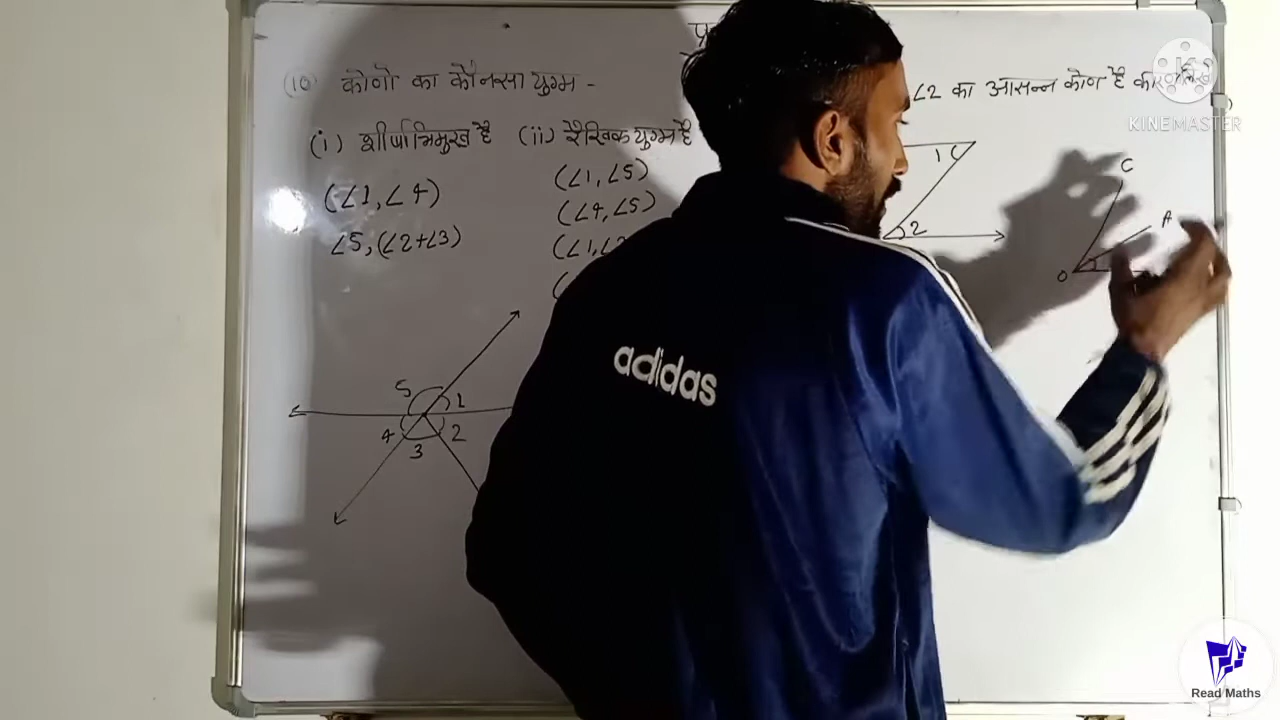 (10) कोणो का कौनसा युग्म -
(i) शीर्षाभिमुख है (ii) रैखिक युग्म है
(∠1, ∠4)
∠5, (∠2+∠3)
(∠1, ∠5)
(∠4, ∠5)
(∠1, ∠2
5
1
4
2
3
∠2 का आसन्न कोण है
1
2
C
A
O
adidas
KINEMASTER
Read Maths